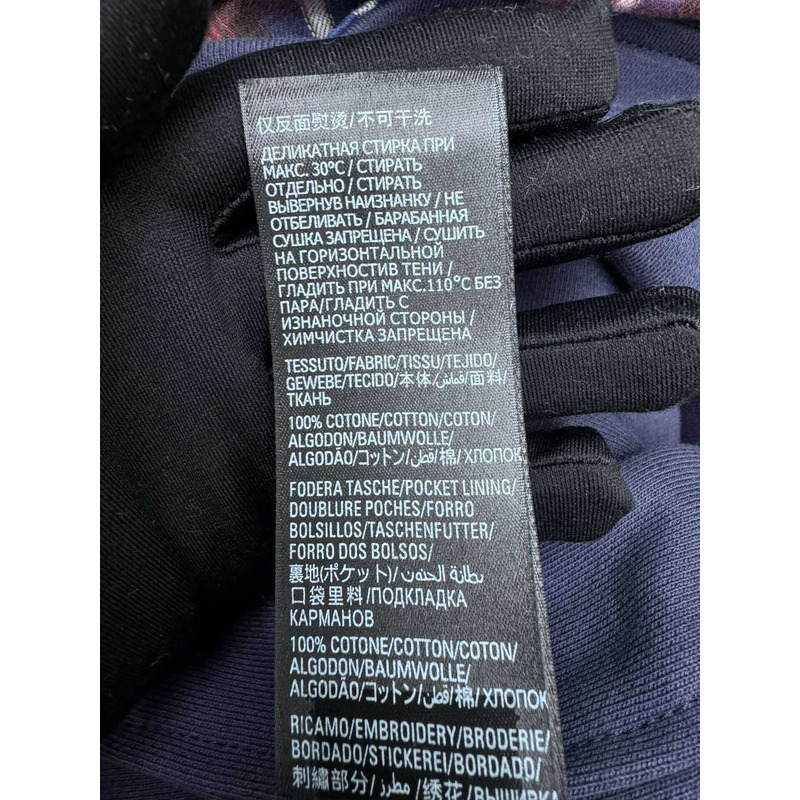 仅反面熨烫/不可干洗
ДЕЛИКАТНАЯ СТИРКА ПРИ
МАКС. 30°C / СТИРАТЬ
ОТДЕЛЬНО / СТИРАТЬ
ВЫВЕРНУВ НАИЗНАНКУ / НЕ
ОТБЕЛИВАТЬ / БАРАБАННАЯ
СУШКА ЗАПРЕЩЕНА / СУШИТЬ
НА ГОРИЗОНТАЛЬНОЙ
ПОВЕРХНОСТИВ ТЕНИ /
ГЛАДИТЬ ПРИ МАКС.110°C БЕЗ
ПАРА/ГЛАДИТЬ С
ИЗНАНОЧНОЙ СТОРОНЫ /
ХИМЧИСТКА ЗАПРЕЩЕНА
TESSUTO/FABRIC/TISSU/TEJIDO/
GEWEBE/TECIDO/本体/قماش/面料/
ТКАНЬ
100% COTONE/COTTON/COTON/
ALGODON/BAUMWOLLE/
ALGODÃO/コットン/قطن/棉/ХЛОПОК
FODERA TASCHE/POCKET LINING/
DOUBLURE POCHES/FORRO
BOLSILLOS/TASCHENFUTTER/
FORRO DOS BOLSOS/
裏地(ポケット)/بطانة الجيوب/
口袋里料/ПОДКЛАДКА
КАРМАНОВ
100% COTONE/COTTON/COTON/
ALGODON/BAUMWOLLE/
ALGODÃO/コットン/قطن/棉/ХЛОПОК
RICAMO/EMBROIDERY/BRODERIE/
BORDADO/STICKEREI/BORDADO/
刺繍部分/مطرز/绣花/ВЫШИВКА